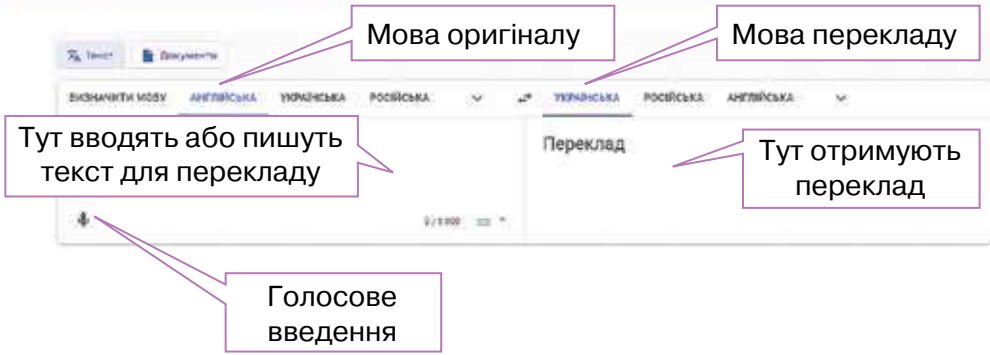 Мова оригіналу
Мова перекладу
Текст
Документи
ВИЗНАЧИТИ МОВУ АНГЛІЙСЬКА УКРАЇНСЬКА РОСІЙСЬКА
УКРАЇНСЬКА РОСІЙСЬКА АНГЛІЙСЬКА
Тут вводять або пишуть
текст для перекладу
Переклад
Тут отримують
переклад
Голосове
введення